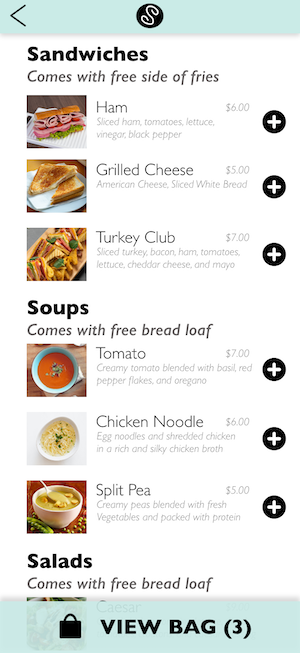 Sandwiches
Comes with free side of fries
Ham $6.00
Sliced ham, tomatoes, lettuce,
vinegar, black pepper
Grilled Cheese $5.00
American Cheese, Sliced White Bread
Turkey Club $7.00
Sliced turkey, bacon, ham, tomatoes,
lettuce, cheddar cheese, and mayo
Soups
Comes with free bread loaf
Tomato $7.00
Creamy tomato blended with basil, red
pepper flakes, and oregano
Chicken Noodle $6.00
Egg noodles and shredded chicken
in a rich and silky chicken broth
Split Pea $5.00
Creamy peas blended with fresh
Vegetables and packed with protein
Salads
Comes with free bread loaf
Caesar
VIEW BAG (3)